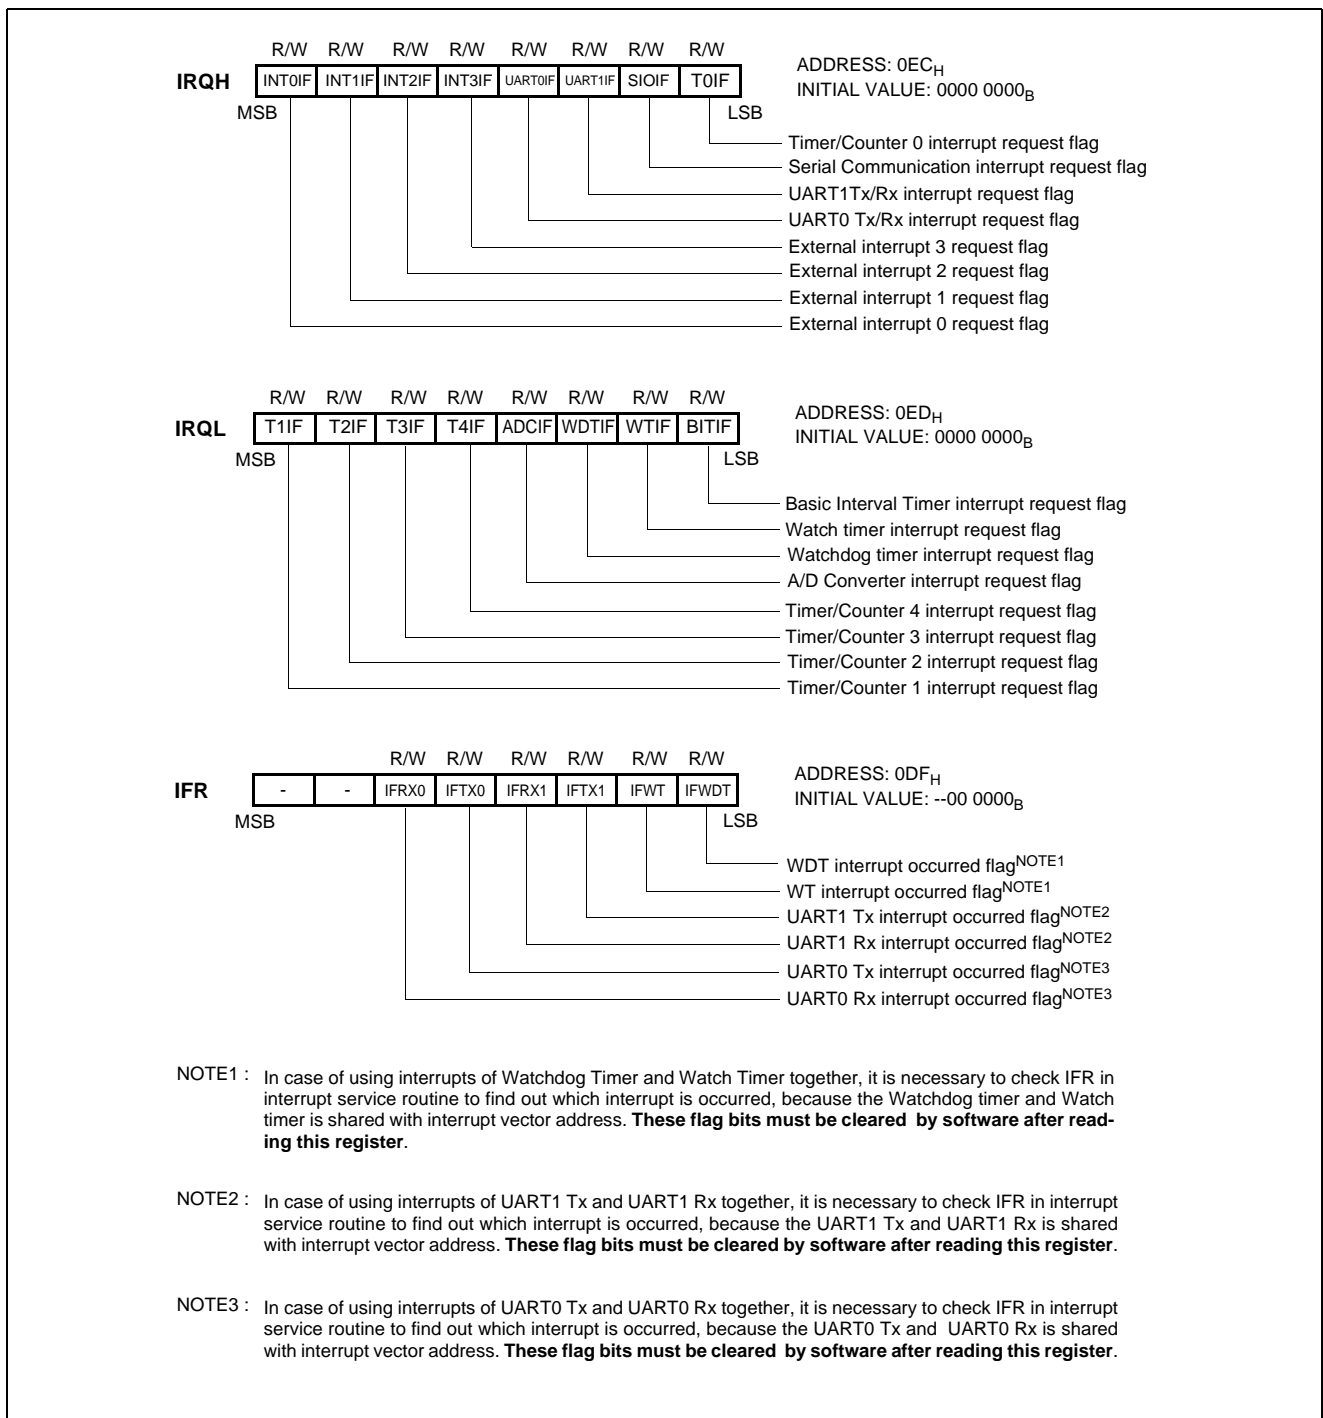 R/W R/W R/W R/W R/W R/W R/W R/W
IRQH INT0IF INT1IF INT2IF INT3IF UART0IF UART1IF SIOIF T0IF
ADDRESS: 0ECH
INITIAL VALUE: 0000 0000B
MSB LSB
Timer/Counter 0 interrupt request flag
Serial Communication interrupt request flag
UART1Tx/Rx interrupt request flag
UART0 Tx/Rx interrupt request flag
External interrupt 3 request flag
External interrupt 2 request flag
External interrupt 1 request flag
External interrupt 0 request flag
R/W R/W R/W R/W R/W R/W R/W R/W
IRQL T1IF T2IF T3IF T4IF ADCIF WDTIF WTIF BITIF
ADDRESS: 0EDH
INITIAL VALUE: 0000 0000B
MSB LSB
Basic Interval Timer interrupt request flag
Watch timer interrupt request flag
Watchdog timer interrupt request flag
A/D Converter interrupt request flag
Timer/Counter 4 interrupt request flag
Timer/Counter 3 interrupt request flag
Timer/Counter 2 interrupt request flag
Timer/Counter 1 interrupt request flag
R/W R/W R/W R/W R/W R/W
IFR - - IFRX0 IFTX0 IFRX1 IFTX1 IFWT IFWDT
ADDRESS: 0DFH
INITIAL VALUE: --00 0000B
MSB LSB
WDT interrupt occurred flagNOTE1
WT interrupt occurred flagNOTE1
UART1 Tx interrupt occurred flagNOTE2
UART1 Rx interrupt occurred flagNOTE2
UART0 Tx interrupt occurred flagNOTE3
UART0 Rx interrupt occurred flagNOTE3
NOTE1 : In case of using interrupts of Watchdog Timer and Watch Timer together, it is necessary to check IFR in
interrupt service routine to find out which interrupt is occurred, because the Watchdog timer and Watch
timer is shared with interrupt vector address. These flag bits must be cleared by software after read-
ing this register.
NOTE2 : In case of using interrupts of UART1 Tx and UART1 Rx together, it is necessary to check IFR in interrupt
service routine to find out which interrupt is occurred, because the UART1 Tx and UART1 Rx is shared
with interrupt vector address. These flag bits must be cleared by software after reading this register.
NOTE3 : In case of using interrupts of UART0 Tx and UART0 Rx together, it is necessary to check IFR in interrupt
service routine to find out which interrupt is occurred, because the UART0 Tx and UART0 Rx is shared
with interrupt vector address. These flag bits must be cleared by software after reading this register.